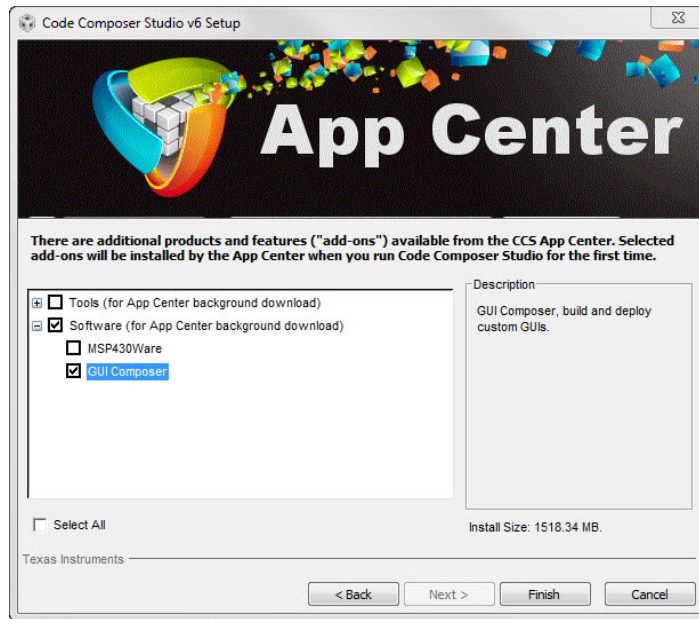 Code Composer Studio v6 Setup
App Center
There are additional products and features ("add-ons") available from the CCS App Center. Selected
add-ons will be installed by the App Center when you run Code Composer Studio for the first time.
Tools (for App Center background download)
Software (for App Center background download)
MSP430Ware
GUI Composer
Description
GUI Composer, build and deploy
custom GUIs.
Select All
Install Size: 1518.34 MB.
Texas Instruments
< Back
Next >
Finish
Cancel